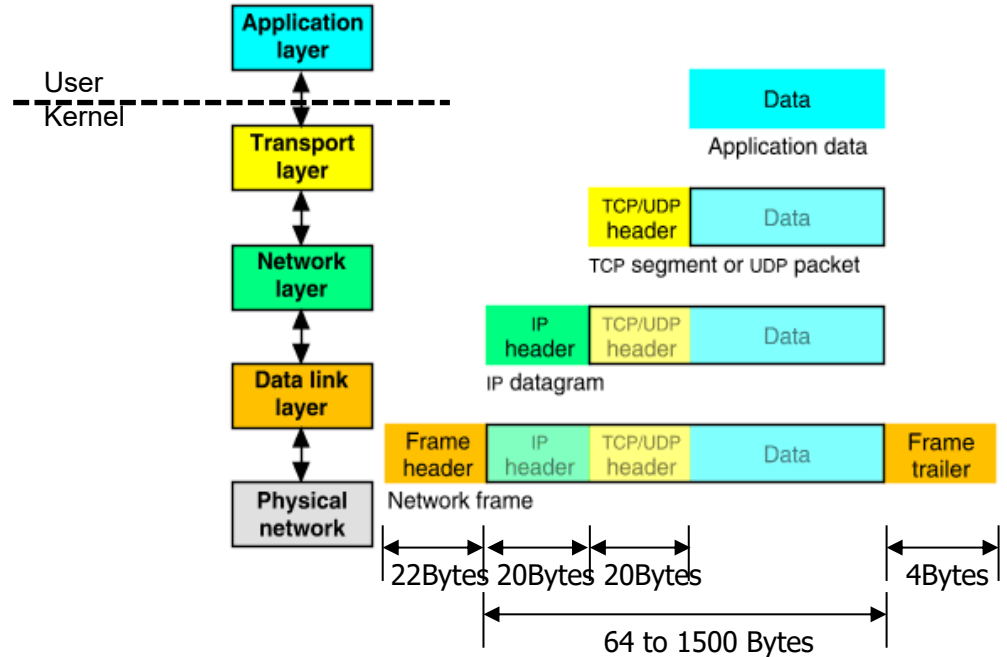 Application
layer
User
Kernel
Data
Application data
Transport
layer
TCP/UDP
header
Data
TCP segment or UDP packet
Network
layer
IP
header
TCP/UDP
header
Data
IP datagram
Data link
layer
Frame
header
IP
header
TCP/UDP
header
Data
Frame
trailer
Network frame
Physical
network
22Bytes 20Bytes 20Bytes 4Bytes
64 to 1500 Bytes